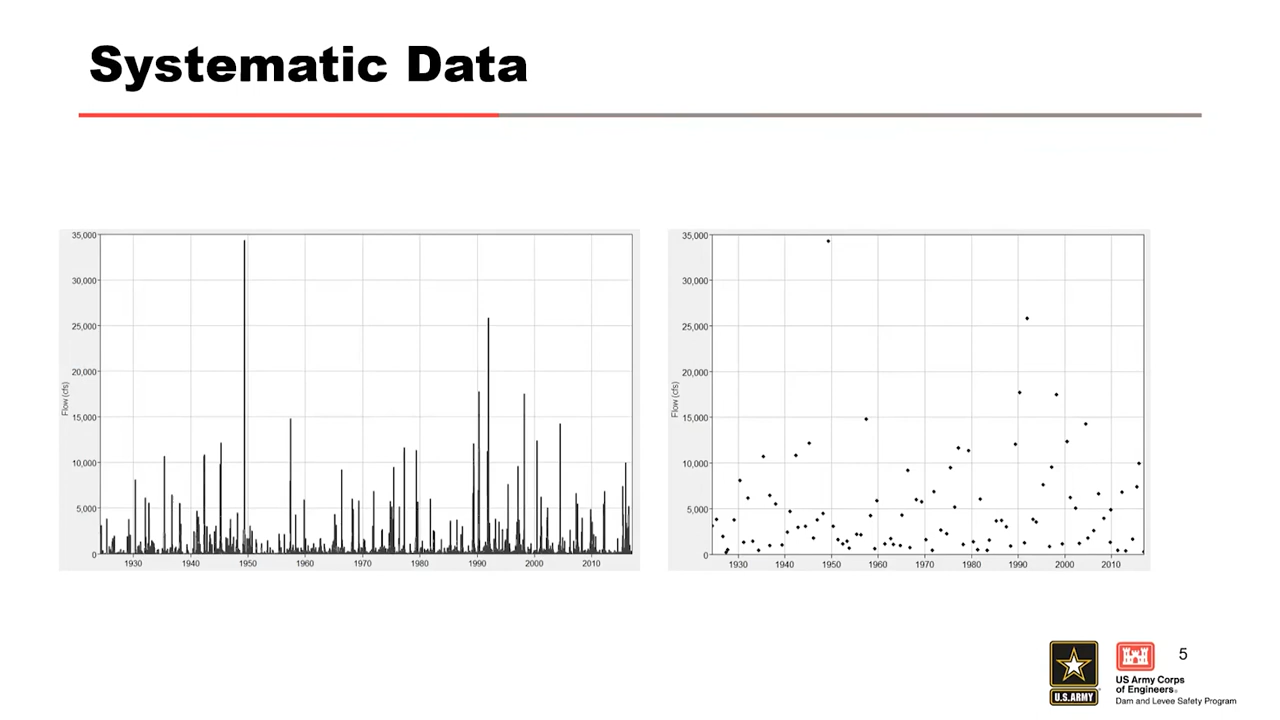 Systematic Data
35,000
30,000
25,000
20,000
15,000
10,000
5,000
0
Flow (cfs)
1930 1940 1950 1960 1970 1980 1990 2000 2010
35,000
30,000
25,000
20,000
15,000
10,000
5,000
0
Flow (cfs)
1930 1940 1950 1960 1970 1980 1990 2000 2010
U.S.ARMY
US Army Corps
of Engineers®
Dam and Levee Safety Program
5